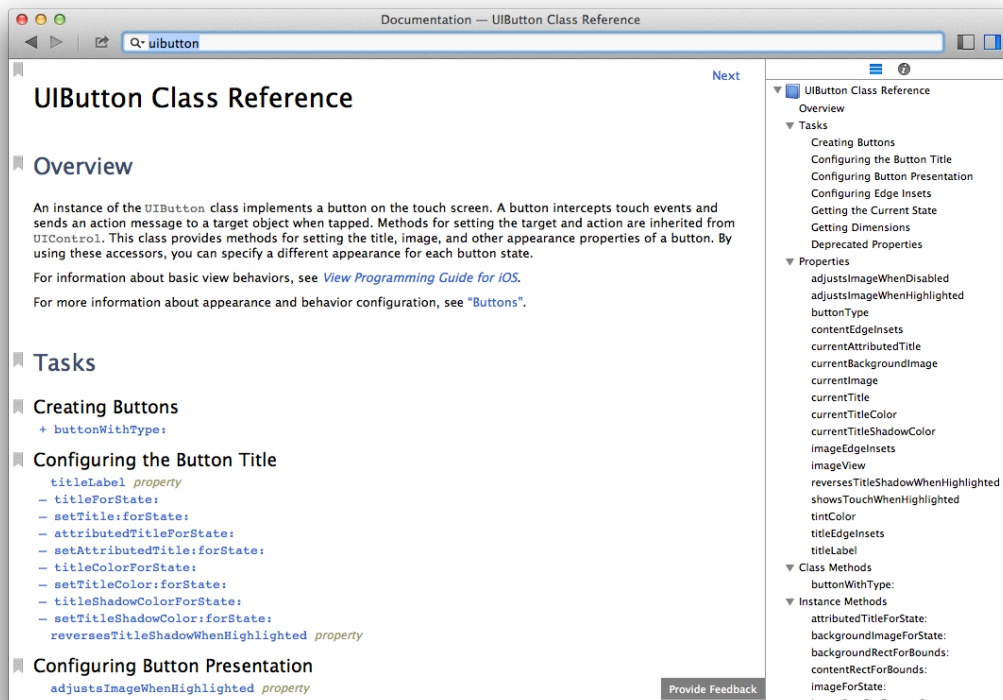 Documentation — UIButton Class Reference
uibutton
Next
UIButton Class Reference
Overview
An instance of the UIButton class implements a button on the touch screen. A button intercepts touch events and
sends an action message to a target object when tapped. Methods for setting the target and action are inherited from
UIControl. This class provides methods for setting the title, image, and other appearance properties of a button. By
using these accessors, you can specify a different appearance for each button state.
For information about basic view behaviors, see View Programming Guide for iOS.
For more information about appearance and behavior configuration, see “Buttons”.
Tasks
Creating Buttons
+ buttonWithType:
Configuring the Button Title
titleLabel property
– titleForState:
– setTitle:forState:
– attributedTitleForState:
– setAttributedTitle:forState:
– titleColorForState:
– setTitleColor:forState:
– titleShadowColorForState:
– setTitleShadowColor:forState:
reversesTitleShadowWhenHighlighted property
Configuring Button Presentation
adjustsImageWhenHighlighted property
Provide Feedback
UIButton Class Reference
Overview
Tasks
Creating Buttons
Configuring the Button Title
Configuring Button Presentation
Configuring Edge Insets
Getting the Current State
Getting Dimensions
Deprecated Properties
Properties
adjustsImageWhenDisabled
adjustsImageWhenHighlighted
buttonType
contentEdgeInsets
currentAttributedTitle
currentBackgroundImage
currentImage
currentTitle
currentTitleColor
currentTitleShadowColor
imageEdgeInsets
imageView
reversesTitleShadowWhenHighlighted
showsTouchWhenHighlighted
tintColor
titleEdgeInsets
titleLabel
Class Methods
buttonWithType:
Instance Methods
attributedTitleForState:
backgroundImageForState:
backgroundRectForBounds:
contentRectForBounds:
imageForState: